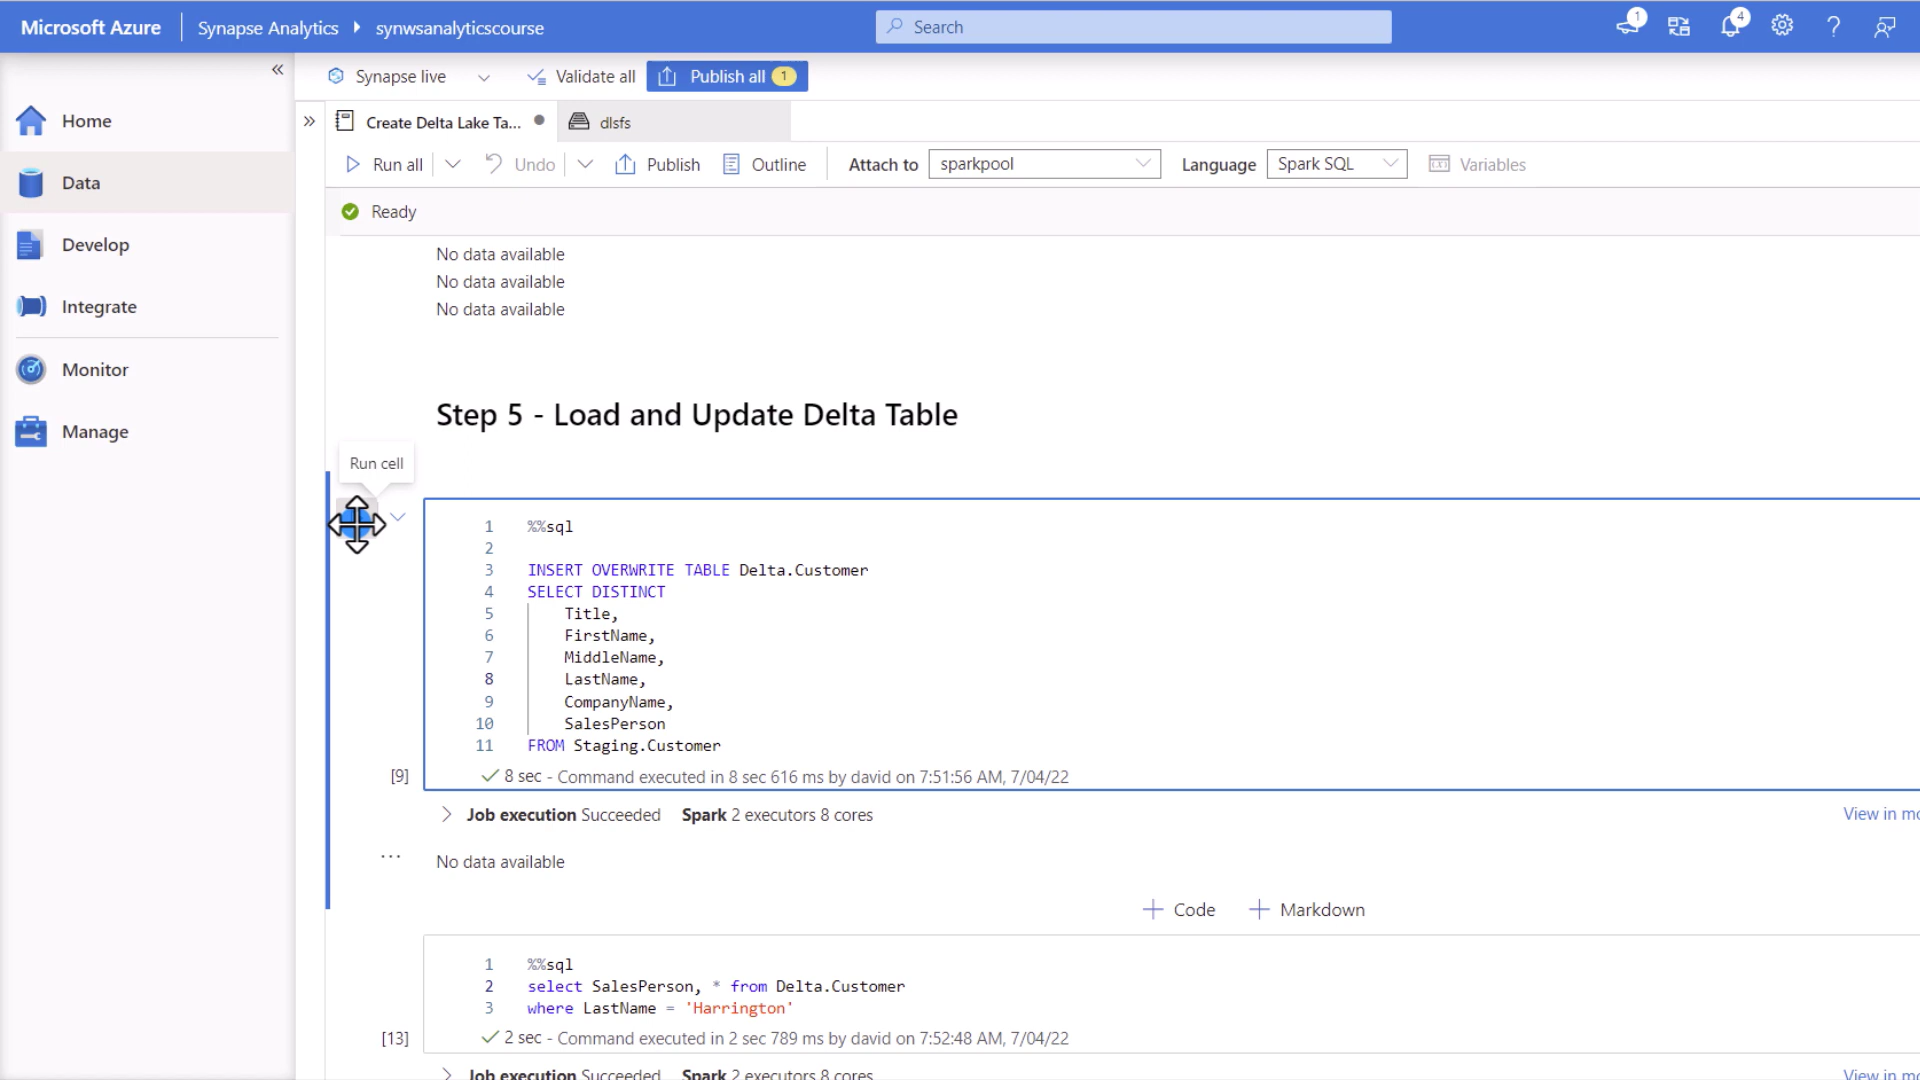 Microsoft Azure
Synapse Analytics
synwsanalyticscourse
Search
1
4
?
Synapse live
Validate all
Publish all
1
Home
Data
Develop
Integrate
Monitor
Manage
Create Delta Lake Ta...
dlsfs
Run all
Undo
Publish
Outline
Attach to
sparkpool
Language
Spark SQL
Variables
Ready
No data available
No data available
No data available
Step 5 - Load and Update Delta Table
Run cell
1 %%sql
2
3 INSERT OVERWRITE TABLE Delta.Customer
4 SELECT DISTINCT
5 Title,
6 FirstName,
7 MiddleName,
8 LastName,
9 CompanyName,
10 SalesPerson
11 FROM Staging.Customer
[9]
8 sec - Command executed in 8 sec 616 ms by david on 7:51:56 AM, 7/04/22
Job execution Succeeded Spark 2 executors 8 cores
View in mo
...
No data available
+ Code
+ Markdown
1 %%sql
2 select SalesPerson, * from Delta.Customer
3 where LastName = 'Harrington'
[13]
2 sec - Command executed in 2 sec 789 ms by david on 7:52:48 AM, 7/04/22
Job execution Succeeded Spark 2 executors 8 cores
View in mo